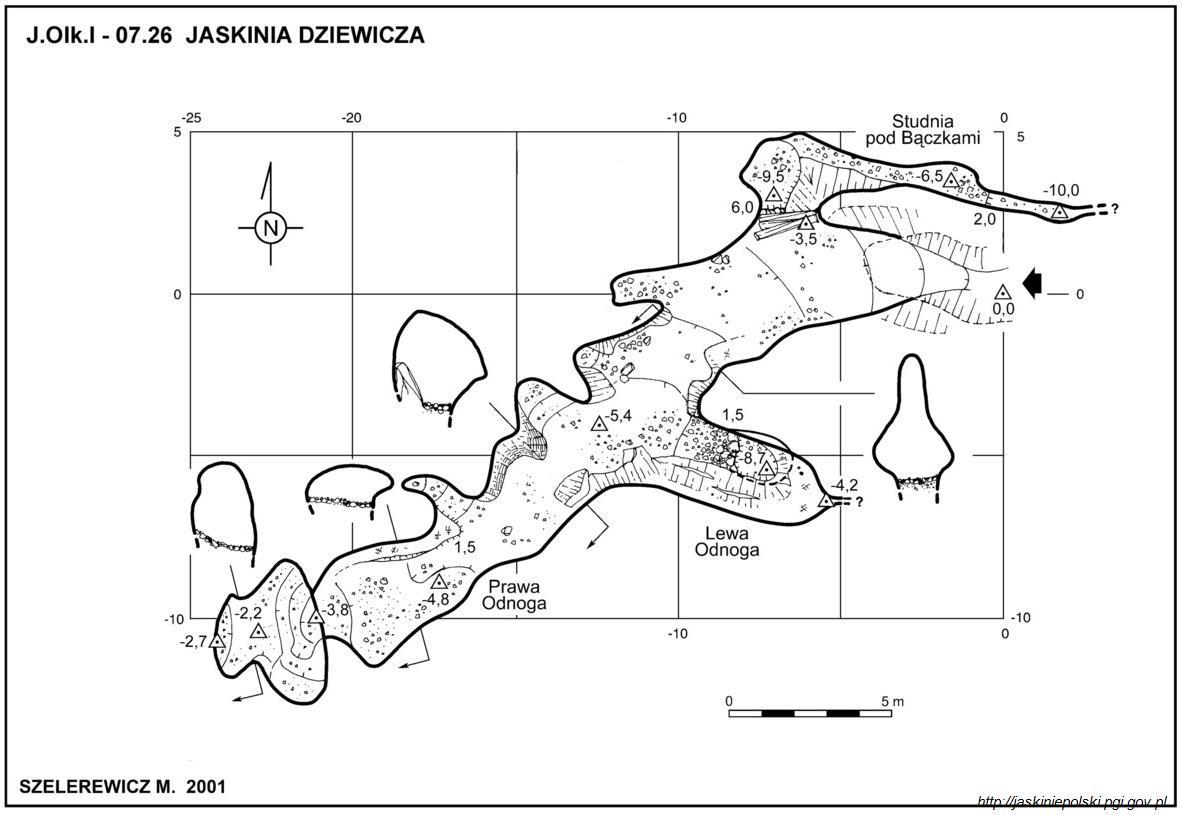 J.Olk.I - 07.26 JASKINIA DZIEWICZA
-25
-20
-10
0
Studnia
pod Bączkami
5
5
-9,5
-6,5
-10,0
?
6,0
2,0
-3,5
N
0
0
0,0
-5,4
1,5
-8,7
-4,2
?
Lewa
Odnoga
1,5
Prawa
Odnoga
-4,8
-3,8
-2,2
-2,7
-10
-10
-10
0
0
5 m
SZELEREWICZ M. 2001
http://jaskiniepolski.pgi.gov.pl